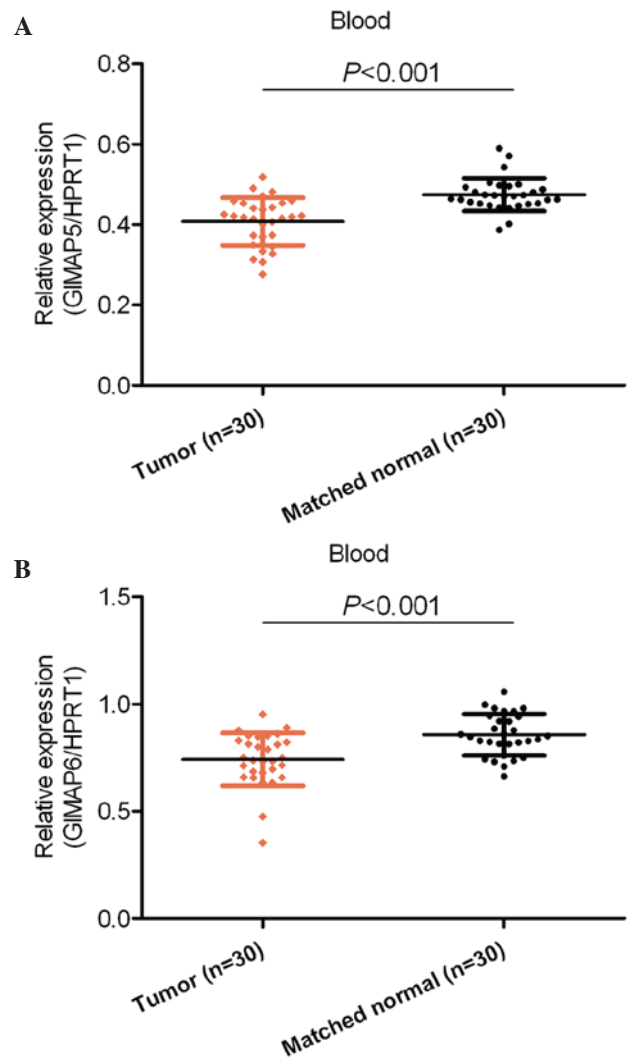 A
Blood
P<0.001
0.8
0.6
0.4
0.2
0.0
Relative expression
(GIMAP5/HPRT1)
Tumor (n=30)
Matched normal (n=30)
B
Blood
P<0.001
1.5
1.0
0.5
0.0
Relative expression
(GIMAP6/HPRT1)
Tumor (n=30)
Matched normal (n=30)